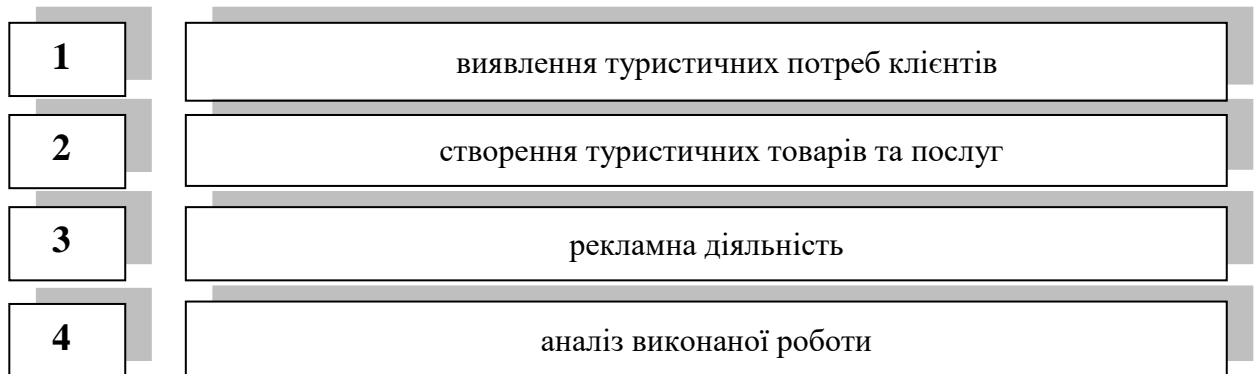 1 виявлення туристичних потреб клієнтів
2 створення туристичних товарів та послуг
3 рекламна діяльність
4 аналіз виконаної роботи